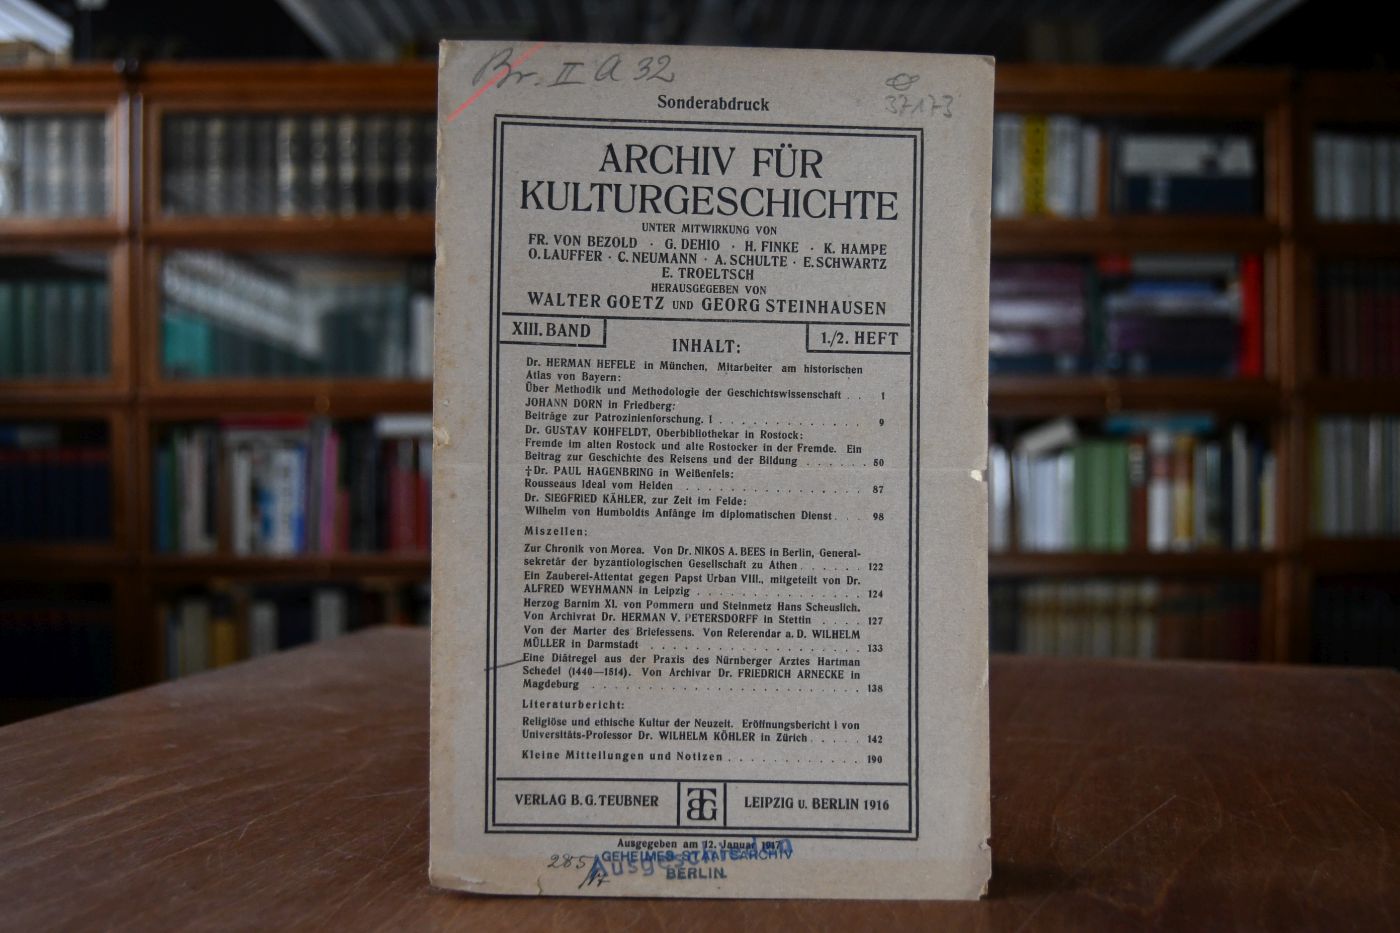 Br. II A 32
37173
Sonderabdruck
ARCHIV FÜR
KULTURGESCHICHTE
UNTER MITWIRKUNG VON
FR. VON BEZOLD · G. DEHIO · H. FINKE · K. HAMPE
O. LAUFFER · C. NEUMANN · A. SCHULTE · E. SCHWARTZ
E. TROELTSCH
HERAUSGEGEBEN VON
WALTER GOETZ UND GEORG STEINHAUSEN
XIII. BAND
1./2. HEFT
INHALT:
Dr. HERMAN HEFELE in München, Mitarbeiter am historischen
Atlas von Bayern:
Über Methodik und Methodologie der Geschichtswissenschaft . . 1
JOHANN DORN in Friedberg:
Beiträge zur Patrozinienforschung. I . . . . . . . . . . . . . 9
Dr. GUSTAV KOHFELDT, Oberbibliothekar in Rostock:
Fremde im alten Rostock und alte Rostocker in der Fremde. Ein
Beitrag zur Geschichte des Reisens und der Bildung . . . . . . 50
†Dr. PAUL HAGENBRING in Weißenfels:
Rousseaus Ideal vom Helden . . . . . . . . . . . . . . . . 87
Dr. SIEGFRIED KÄHLER, zur Zeit im Felde:
Wilhelm von Humboldts Anfänge im diplomatischen Dienst . . . 98
Miszellen:
Zur Chronik von Morea. Von Dr. NIKOS A. BEES in Berlin, General-
sekretär der byzantiologischen Gesellschaft zu Athen . . . . . . 122
Ein Zauberei-Attentat gegen Papst Urban VIII., mitgeteilt von Dr.
ALFRED WEYHMANN in Leipzig . . . . . . . . . . . . . . . 124
Herzog Barnim XI. von Pommern und Steinmetz Hans Scheuslich.
Von Archivrat Dr. HERMAN V. PETERSDORFF in Stettin . . . . 127
Von der Marter des Briefessens. Von Referendar a. D. WILHELM
MÜLLER in Darmstadt . . . . . . . . . . . . . . . . . . . 133
Eine Diätregel aus der Praxis des Nürnberger Arztes Hartman
Schedel (1440—1514). Von Archivar Dr. FRIEDRICH ARNECKE in
Magdeburg . . . . . . . . . . . . . . . . . . . . . . . . 138
Literaturbericht:
Religiöse und ethische Kultur der Neuzeit. Eröffnungsbericht I von
Universitäts-Professor Dr. WILHELM KÖHLER in Zürich . . . . . 142
Kleine Mitteilungen und Notizen . . . . . . . . . . . . . 190
VERLAG B. G. TEUBNER
BGT
LEIPZIG U. BERLIN 1916
Ausgegeben am 12. Januar 1917
Ausgeschieden
GEHEIMES STAATSARCHIV
BERLIN.
285/17